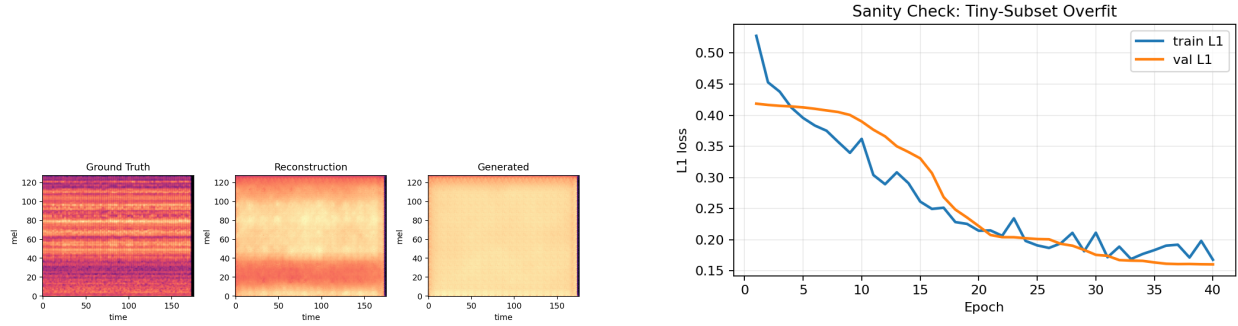 Ground Truth
mel
120
100
80
60
40
20
0
0 50 100 150
time
Reconstruction
mel
120
100
80
60
40
20
0
0 50 100 150
time
Generated
mel
120
100
80
60
40
20
0
0 50 100 150
time
Sanity Check: Tiny-Subset Overfit
train L1
val L1
L1 loss
0.50
0.45
0.40
0.35
0.30
0.25
0.20
0.15
0 5 10 15 20 25 30 35 40
Epoch